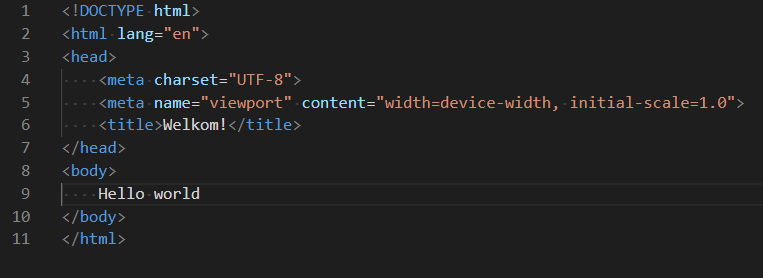 1 <!DOCTYPE html>
2 <html lang="en">
3 <head>
4     <meta charset="UTF-8">
5     <meta name="viewport" content="width=device-width, initial-scale=1.0">
6     <title>Welkom!</title>
7 </head>
8 <body>
9     Hello world
10 </body>
11 </html>